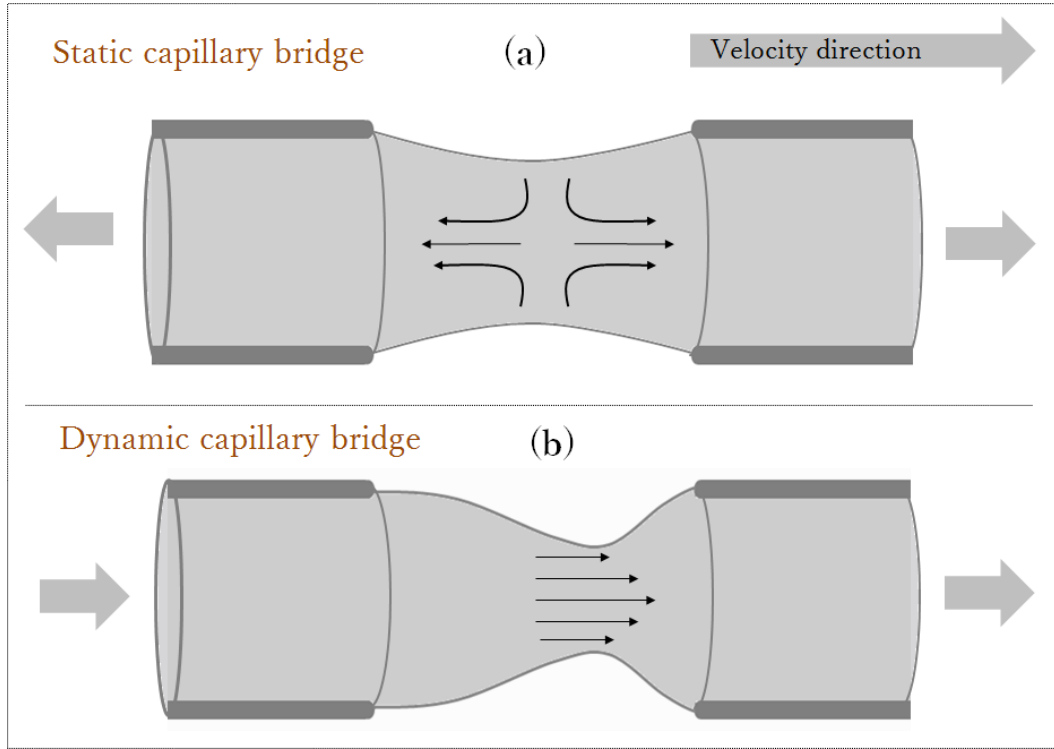 Static capillary bridge
(a)
Velocity direction
Dynamic capillary bridge
(b)